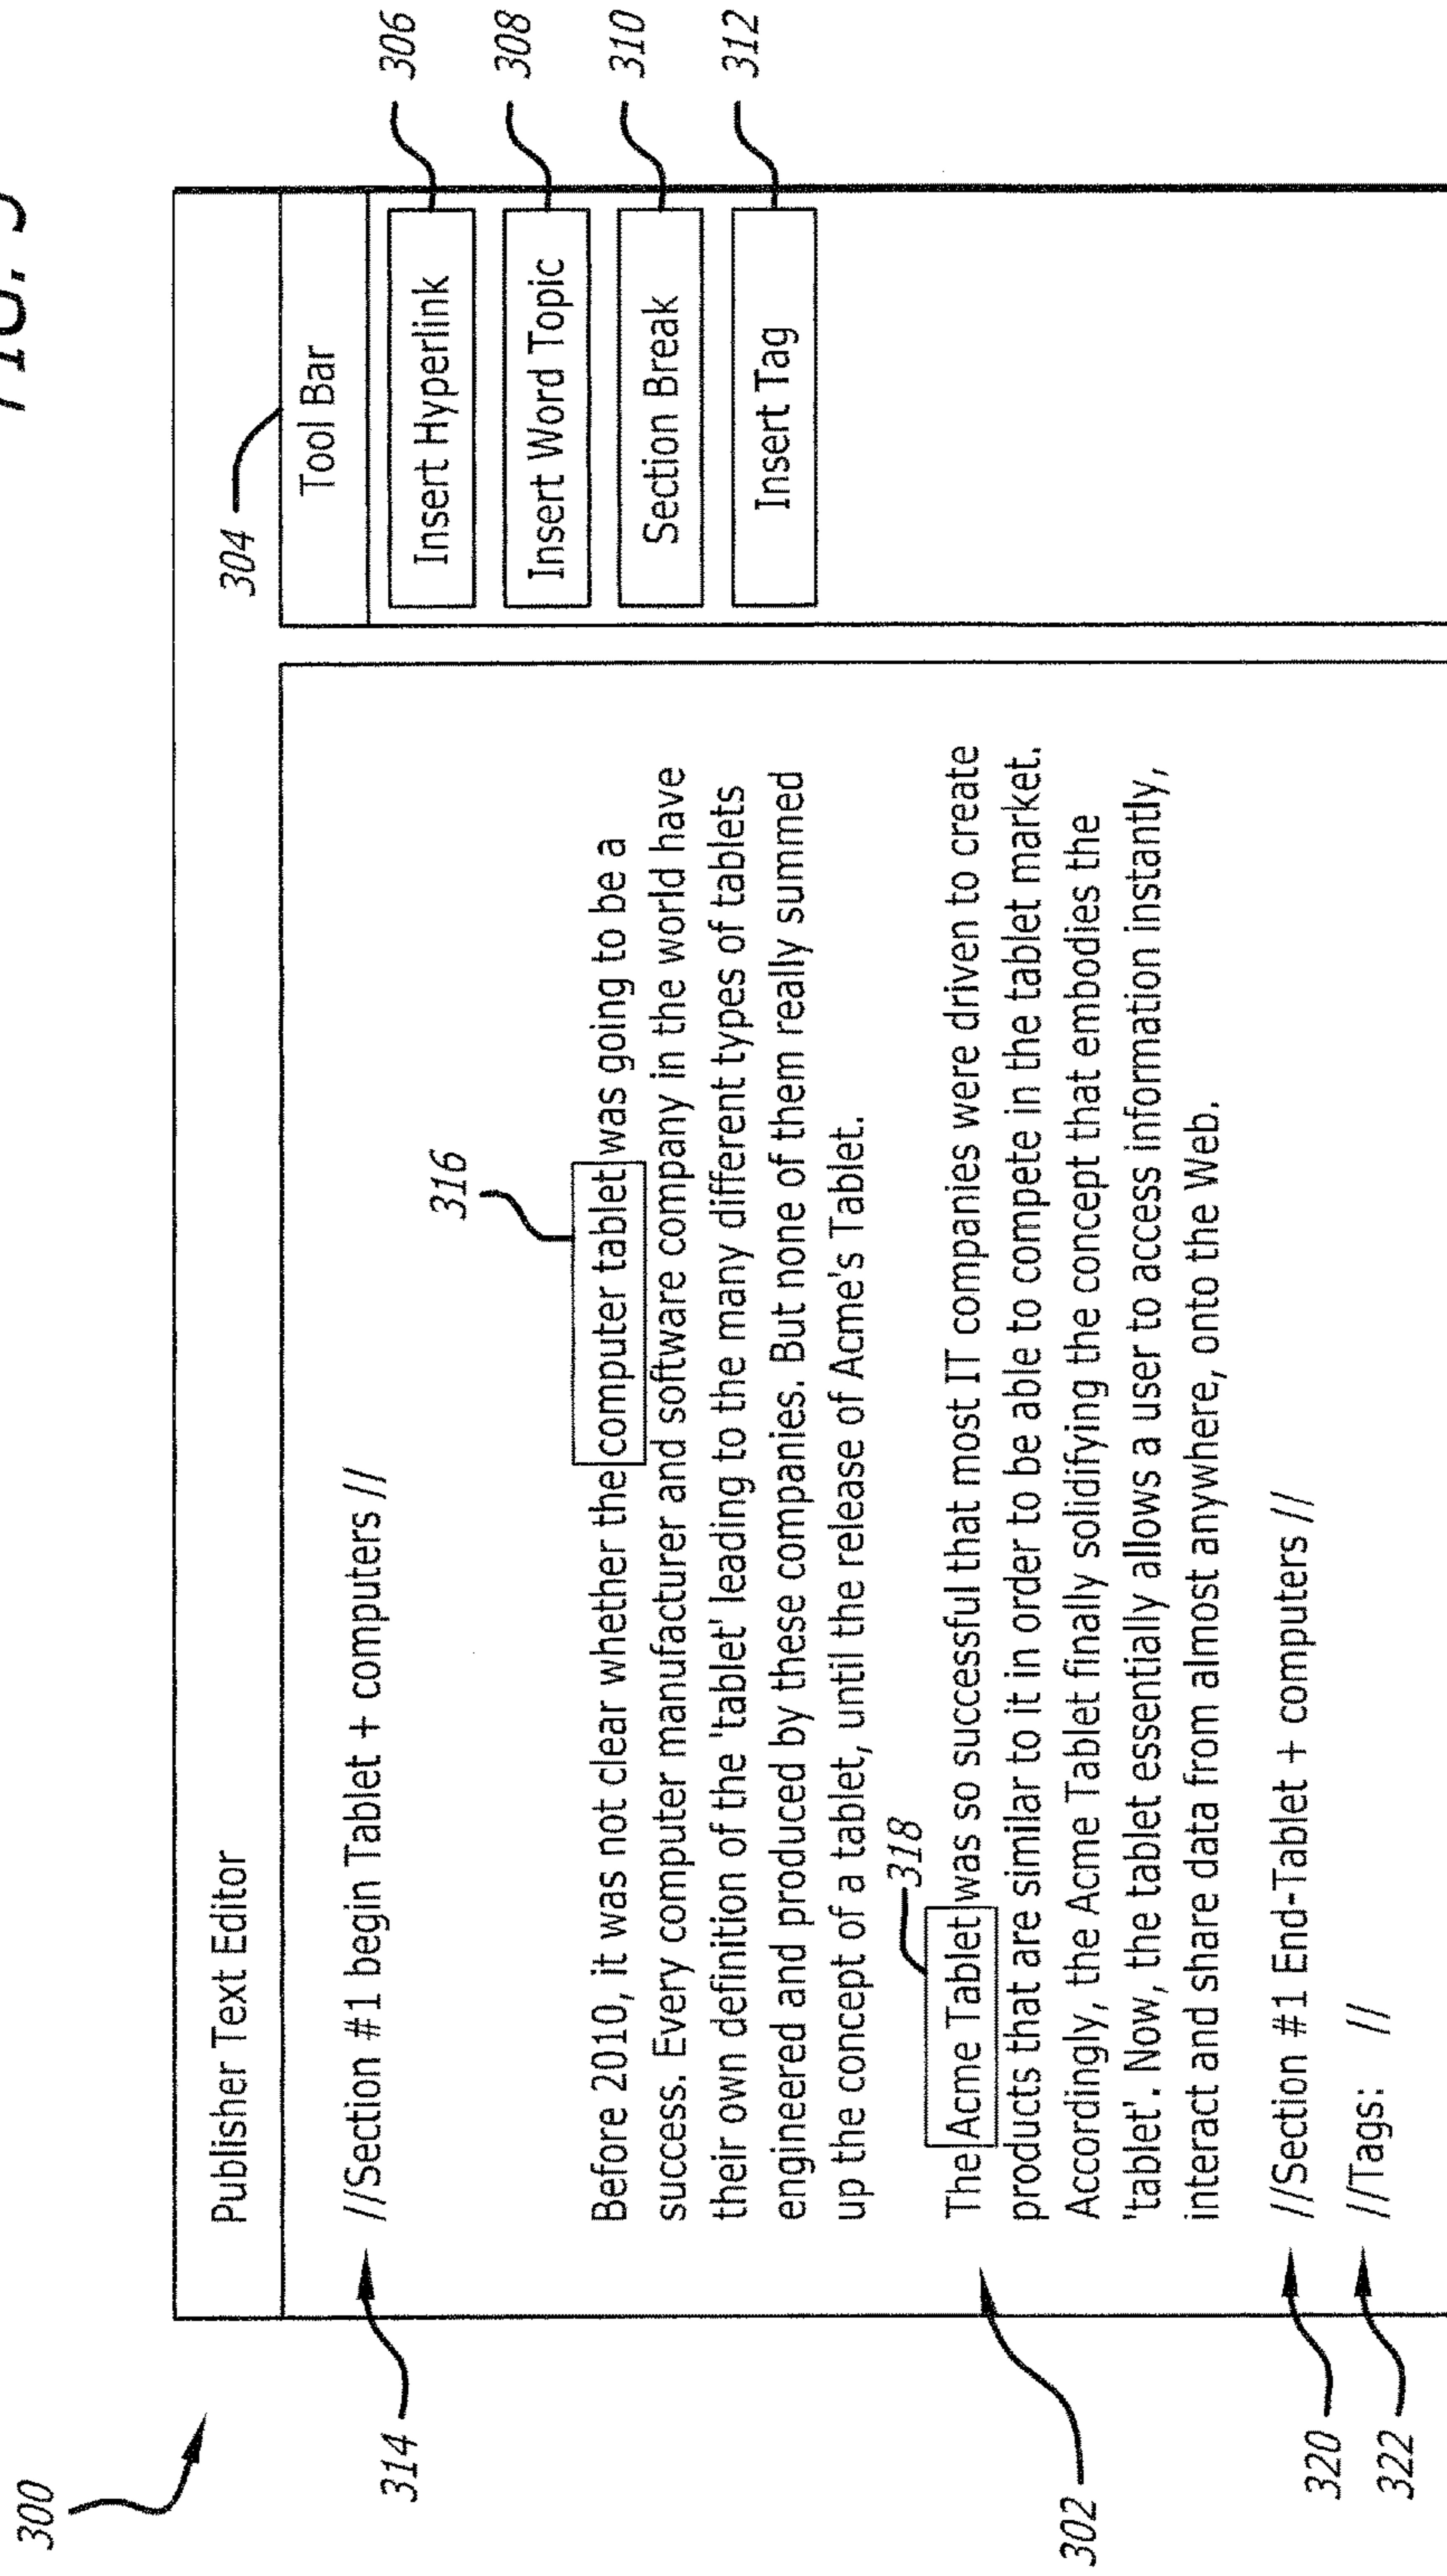 FIG. 3
300
Publisher Text Editor
304
Tool Bar
314
//Section #1 begin Tablet + computers //
Insert Hyperlink
306
316
Insert Word Topic
308
Before 2010, it was not clear whether the computer tablet was going to be a
success. Every computer manufacturer and software company in the world have
their own definition of the 'tablet' leading to the many different types of tablets
engineered and produced by these companies. But none of them really summed
up the concept of a tablet, until the release of Acme's Tablet.
Section Break
310
Insert Tag
312
318
302
The Acme Tablet was so successful that most IT companies were driven to create
products that are similar to it in order to be able to compete in the tablet market.
Accordingly, the Acme Tablet finally solidifying the concept that embodies the
'tablet'. Now, the tablet essentially allows a user to access information instantly,
interact and share data from almost anywhere, onto the Web.
320
//Section #1 End-Tablet + computers //
322
//Tags: //